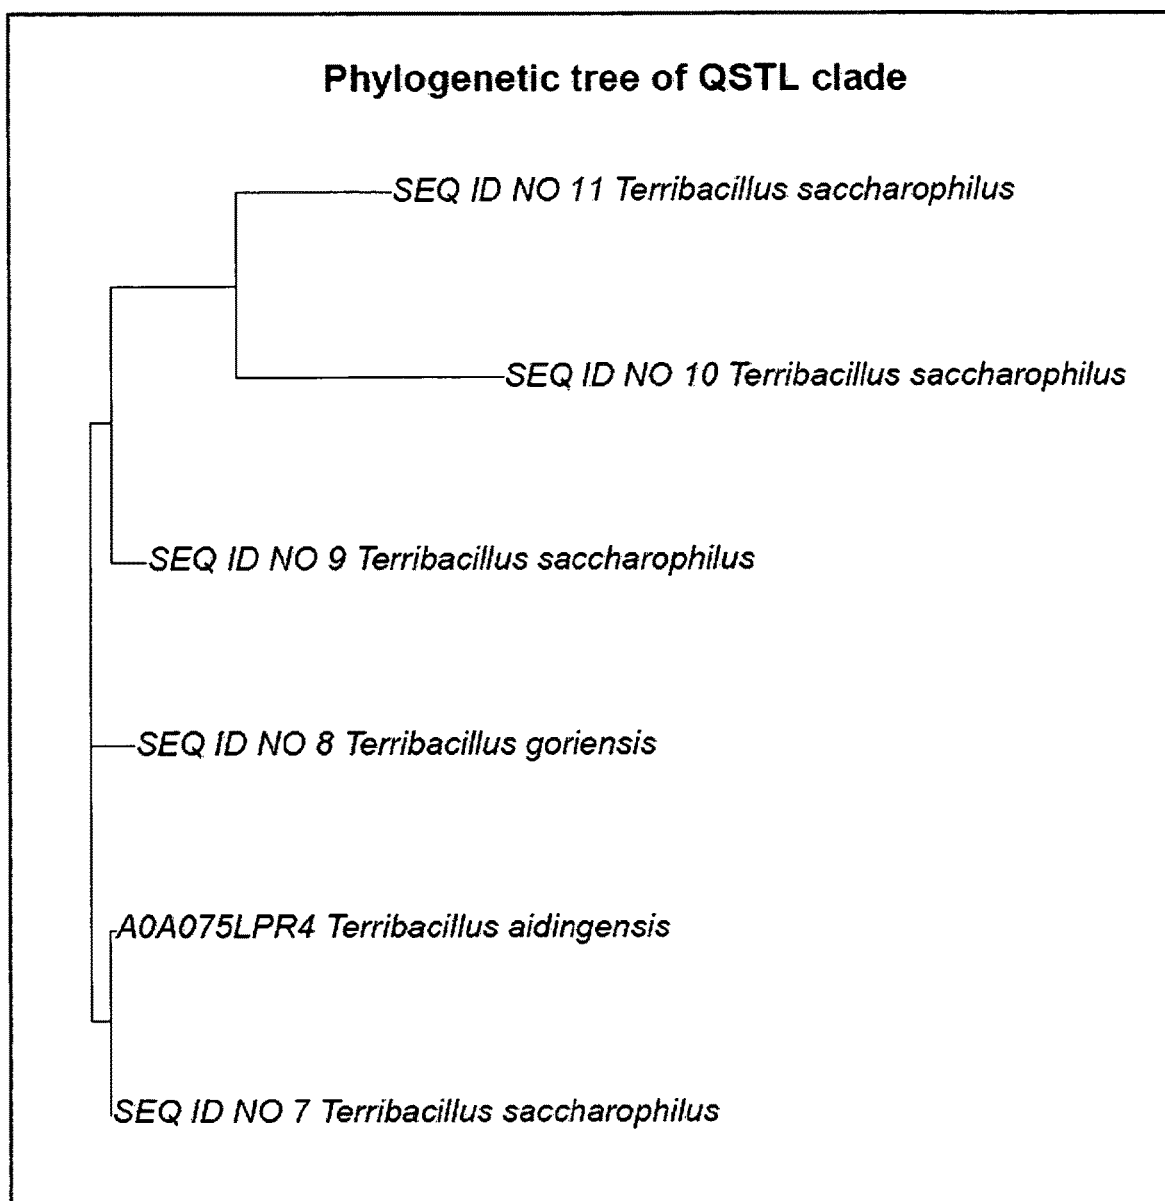 Phylogenetic tree of QSTL clade
SEQ ID NO 11 Terribacillus saccharophilus
SEQ ID NO 10 Terribacillus saccharophilus
SEQ ID NO 9 Terribacillus saccharophilus
SEQ ID NO 8 Terribacillus goriensis
A0A075LPR4 Terribacillus aidingensis
SEQ ID NO 7 Terribacillus saccharophilus